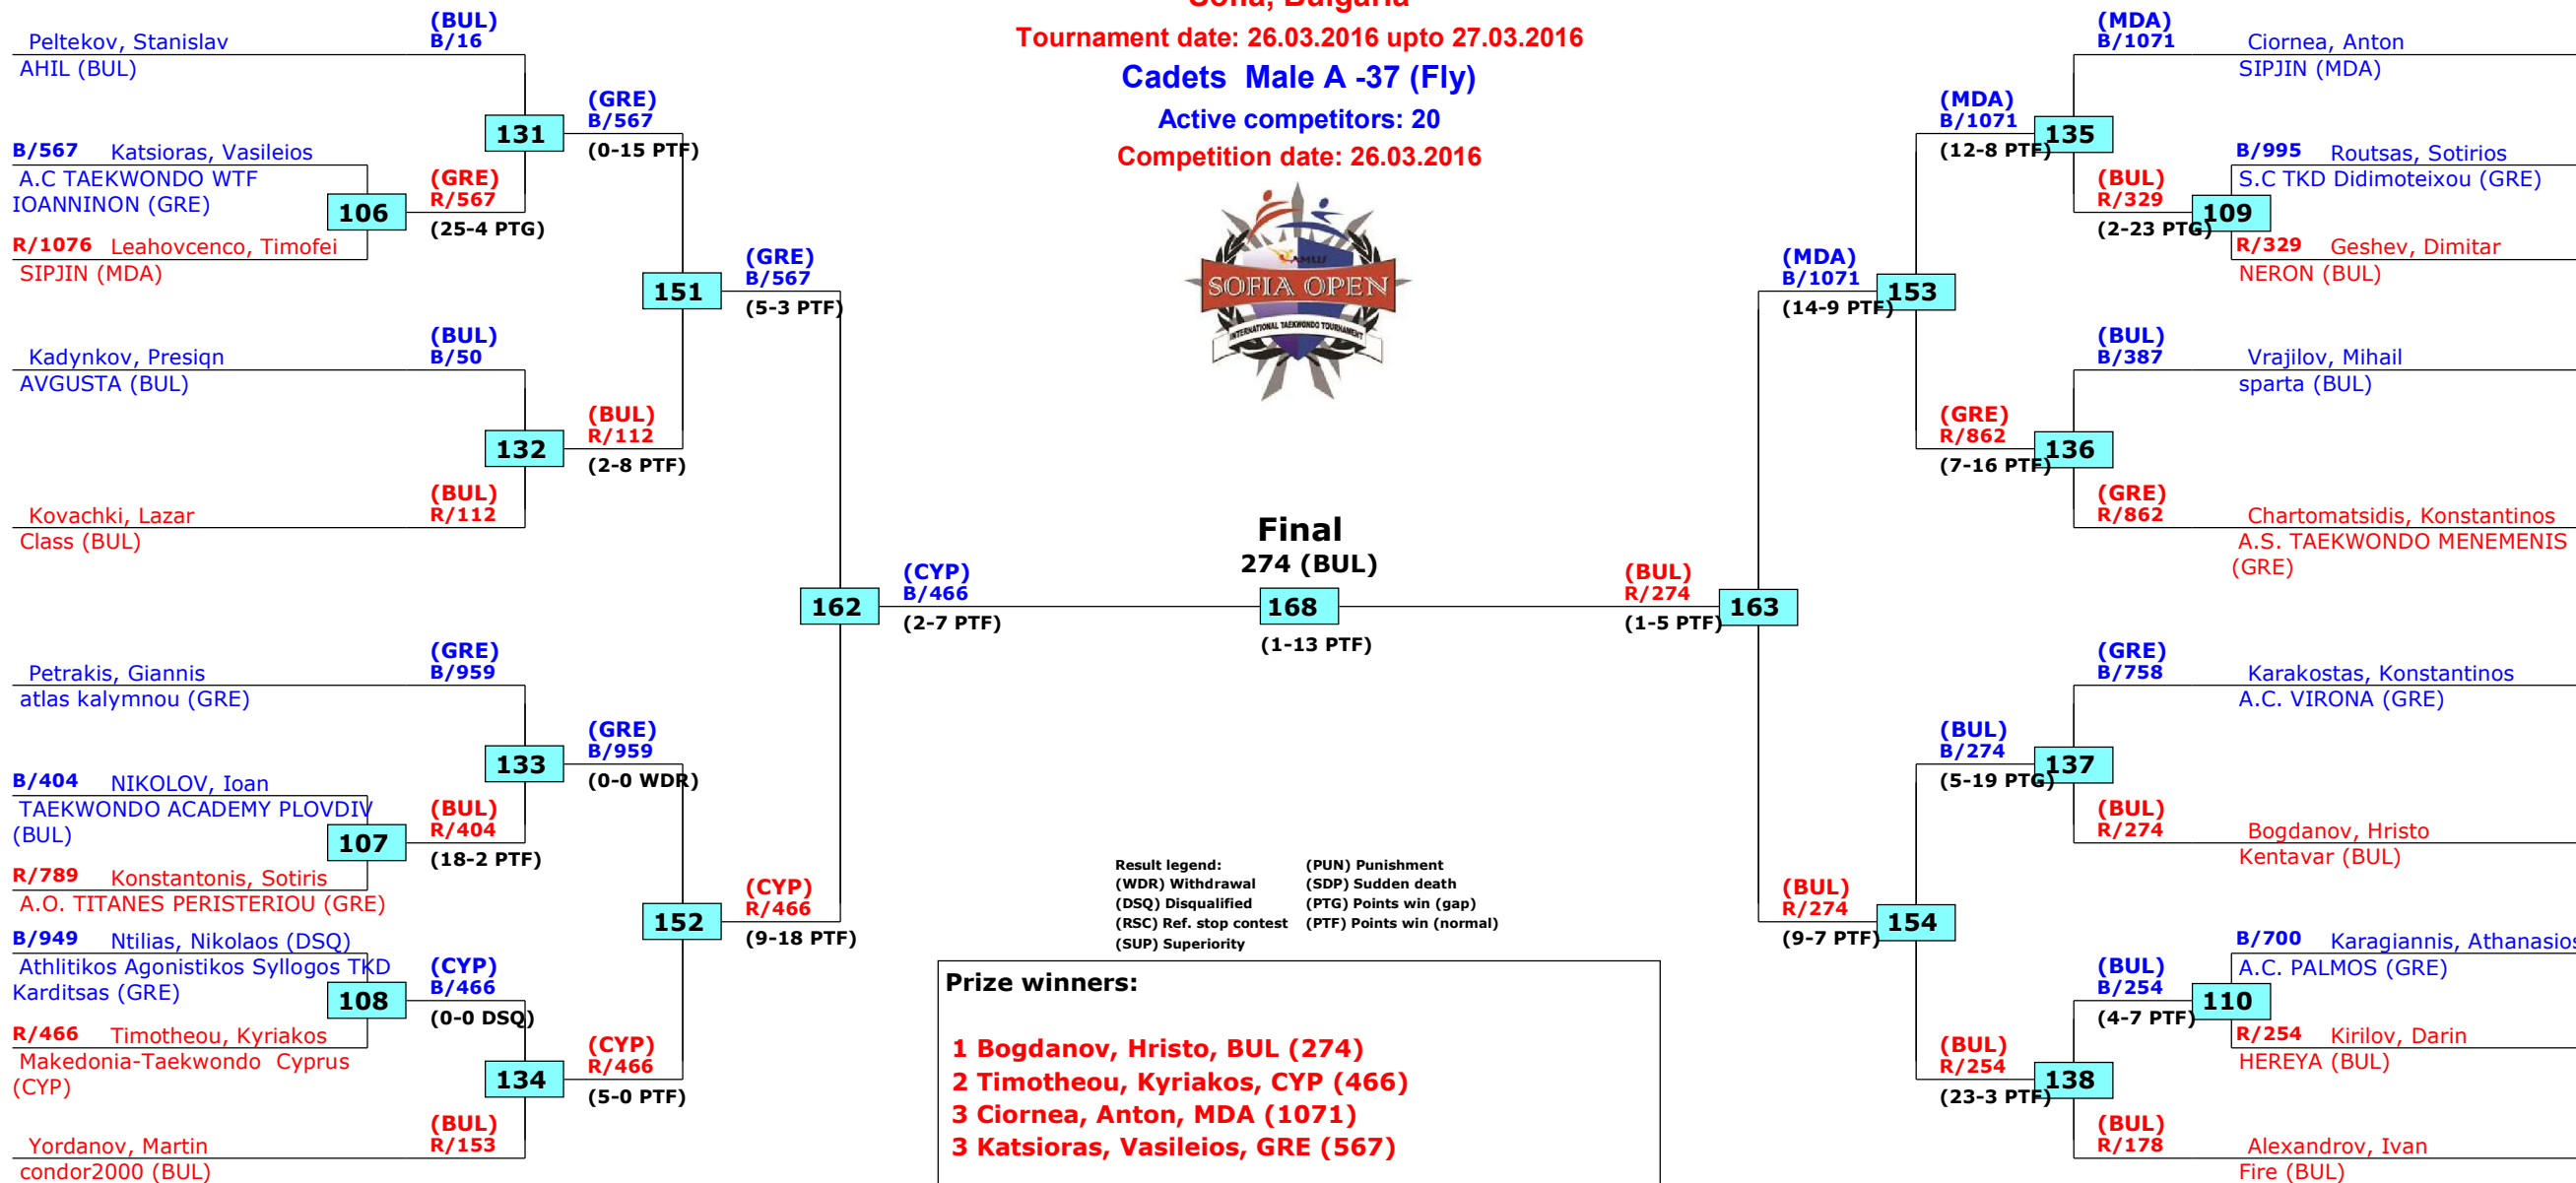 Sofia, Bulgaria
Tournament date: 26.03.2016 upto 27.03.2016
Cadets Male A -37 (Fly)
Active competitors: 20
Competition date: 26.03.2016
AMUS
SOFIA OPEN
INTERNATIONAL TAEKWONDO TOURNAMENT
(BUL)
Peltekov, Stanislav B/16
AHIL (BUL)
131
(GRE)
B/567
(0-15 PTF)
B/567 Katsioras, Vasileios
A.C TAEKWONDO WTF
IOANNINON (GRE)
106
(GRE)
R/567
(25-4 PTG)
R/1076 Leahovcenco, Timofei
SIPJIN (MDA)
151
(GRE)
B/567
(5-3 PTF)
(BUL)
Kadynkov, Presiqn B/50
AVGUSTA (BUL)
132
(BUL)
R/112
(2-8 PTF)
(BUL)
Kovachki, Lazar R/112
Class (BUL)
162
(CYP)
B/466
(2-7 PTF)
(GRE)
Petrakis, Giannis B/959
atlas kalymnou (GRE)
133
(GRE)
B/959
(0-0 WDR)
B/404 NIKOLOV, Ioan
TAEKWONDO ACADEMY PLOVDIV
(BUL)
107
(BUL)
R/404
(18-2 PTF)
R/789 Konstantonis, Sotiris
A.O. TITANES PERISTERIOU (GRE)
152
(CYP)
R/466
(9-18 PTF)
B/949 Ntilias, Nikolaos (DSQ)
Athlitikos Agonistikos Syllogos TKD
Karditsas (GRE)
108
(CYP)
B/466
(0-0 DSQ)
R/466 Timotheou, Kyriakos
Makedonia-Taekwondo Cyprus
(CYP)
134
(CYP)
R/466
(5-0 PTF)
(BUL)
Yordanov, Martin R/153
condor2000 (BUL)
Final
274 (BUL)
168
(1-13 PTF)
(BUL)
R/274
(1-5 PTF)
163
(MDA)
B/1071 Ciornea, Anton
SIPJIN (MDA)
(MDA)
B/1071
(12-8 PTF)
135
B/995 Routsas, Sotirios
S.C TKD Didimoteixou (GRE)
(BUL)
R/329
(2-23 PTG)
109
R/329 Geshev, Dimitar
NERON (BUL)
(MDA)
B/1071
(14-9 PTF)
153
(BUL)
B/387 Vrajilov, Mihail
sparta (BUL)
(GRE)
R/862
(7-16 PTF)
136
(GRE)
R/862 Chartomatsidis, Konstantinos
A.S. TAEKWONDO MENEMENIS
(GRE)
(GRE)
B/758 Karakostas, Konstantinos
A.C. VIRONA (GRE)
(BUL)
B/274
(5-19 PTG)
137
(BUL)
R/274 Bogdanov, Hristo
Kentavar (BUL)
(BUL)
R/274
(9-7 PTF)
154
B/700 Karagiannis, Athanasios
A.C. PALMOS (GRE)
(BUL)
B/254
(4-7 PTF)
110
R/254 Kirilov, Darin
HEREYA (BUL)
(BUL)
R/254
(23-3 PTF)
138
(BUL)
R/178 Alexandrov, Ivan
Fire (BUL)
Result legend: (PUN) Punishment
(WDR) Withdrawal (SDP) Sudden death
(DSQ) Disqualified (PTG) Points win (gap)
(RSC) Ref. stop contest (PTF) Points win (normal)
(SUP) Superiority
Prize winners:
1 Bogdanov, Hristo, BUL (274)
2 Timotheou, Kyriakos, CYP (466)
3 Ciornea, Anton, MDA (1071)
3 Katsioras, Vasileios, GRE (567)